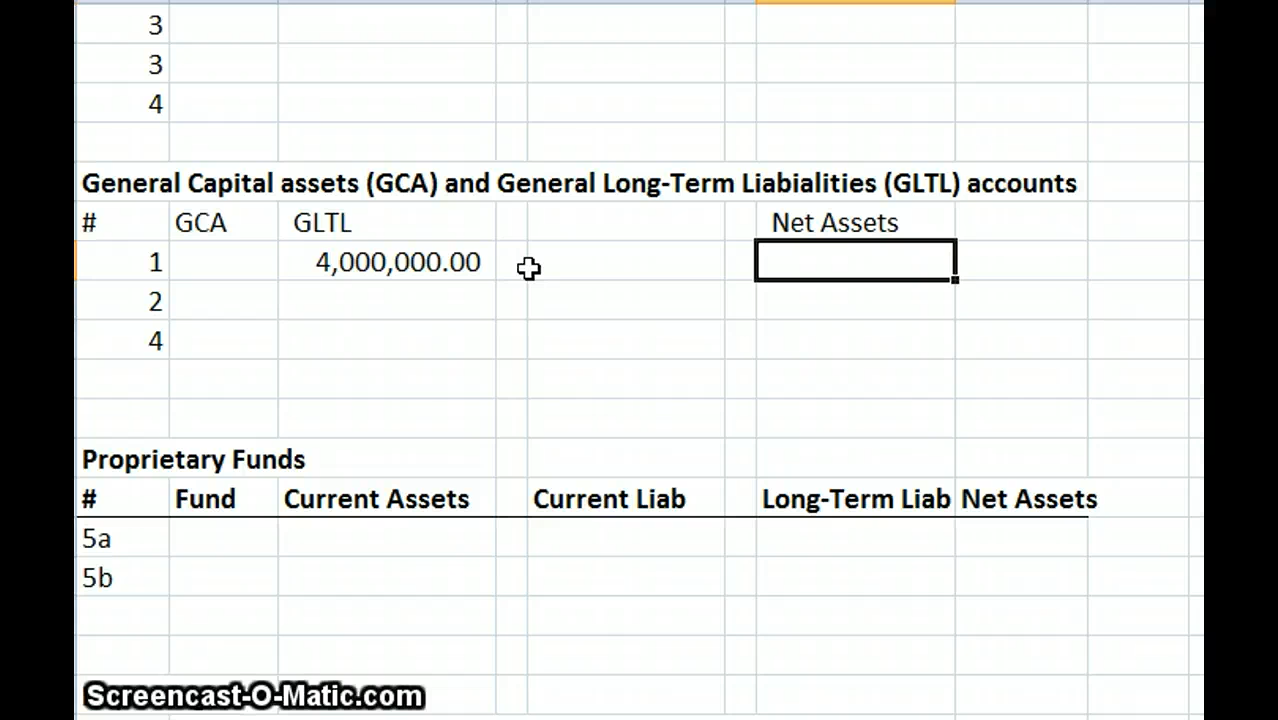 3
3
4
General Capital assets (GCA) and General Long-Term Liabialities (GLTL) accounts
# GCA GLTL Net Assets
1 4,000,000.00
2
4
Proprietary Funds
# Fund Current Assets Current Liab Long-Term Liab Net Assets
5a
5b
Screencast-O-Matic.com